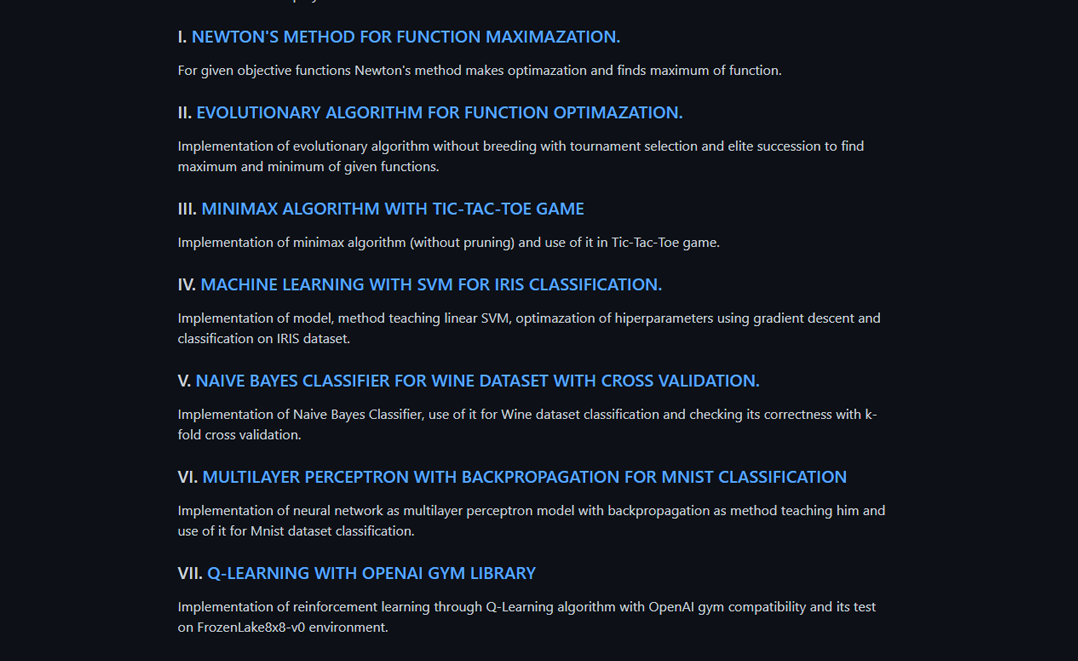 I. NEWTON'S METHOD FOR FUNCTION MAXIMAZATION.
For given objective functions Newton's method makes optimazation and finds maximum of function.
II. EVOLUTIONARY ALGORITHM FOR FUNCTION OPTIMAZATION.
Implementation of evolutionary algorithm without breeding with tournament selection and elite succession to find
maximum and minimum of given functions.
III. MINIMAX ALGORITHM WITH TIC-TAC-TOE GAME
Implementation of minimax algorithm (without pruning) and use of it in Tic-Tac-Toe game.
IV. MACHINE LEARNING WITH SVM FOR IRIS CLASSIFICATION.
Implementation of model, method teaching linear SVM, optimazation of hiperparameters using gradient descent and
classification on IRIS dataset.
V. NAIVE BAYES CLASSIFIER FOR WINE DATASET WITH CROSS VALIDATION.
Implementation of Naive Bayes Classifier, use of it for Wine dataset classification and checking its correctness with k-
fold cross validation.
VI. MULTILAYER PERCEPTRON WITH BACKPROPAGATION FOR MNIST CLASSIFICATION
Implementation of neural network as multilayer perceptron model with backpropagation as method teaching him and
use of it for Mnist dataset classification.
VII. Q-LEARNING WITH OPENAI GYM LIBRARY
Implementation of reinforcement learning through Q-Learning algorithm with OpenAI gym compatibility and its test
on FrozenLake8x8-v0 environment.